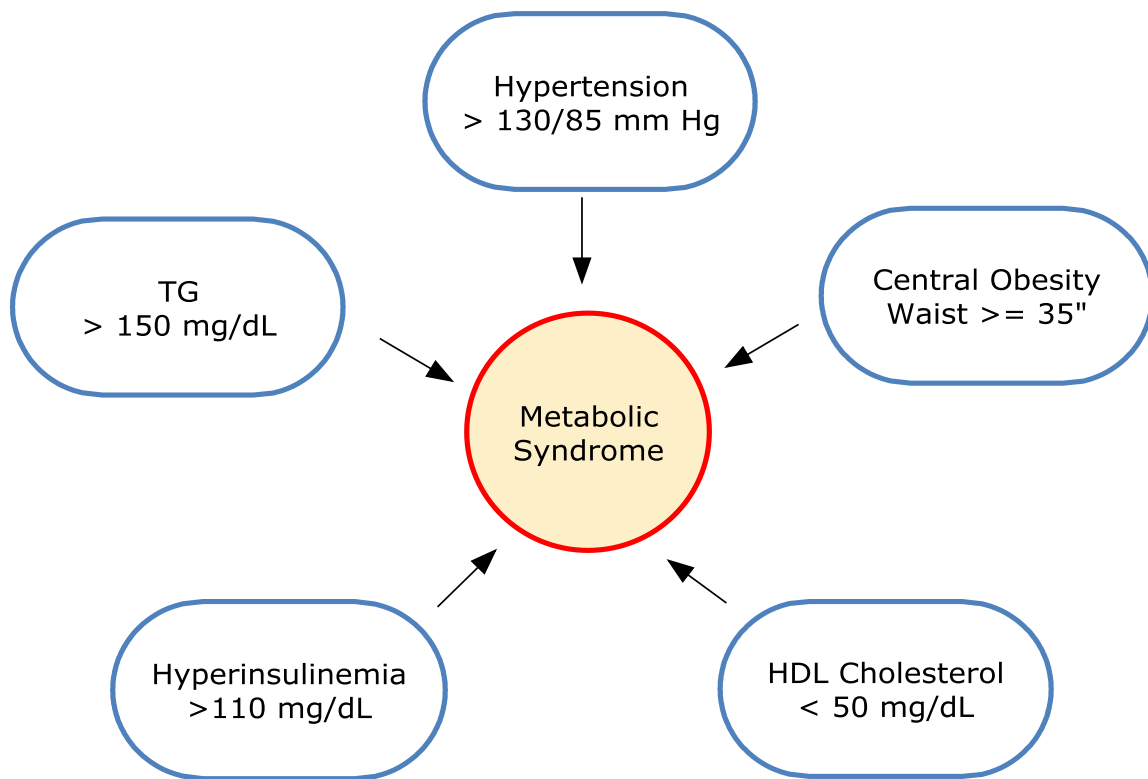 Hypertension
> 130/85 mm Hg
TG
> 150 mg/dL
Central Obesity
Waist >= 35"
Metabolic
Syndrome
Hyperinsulinemia
>110 mg/dL
HDL Cholesterol
< 50 mg/dL